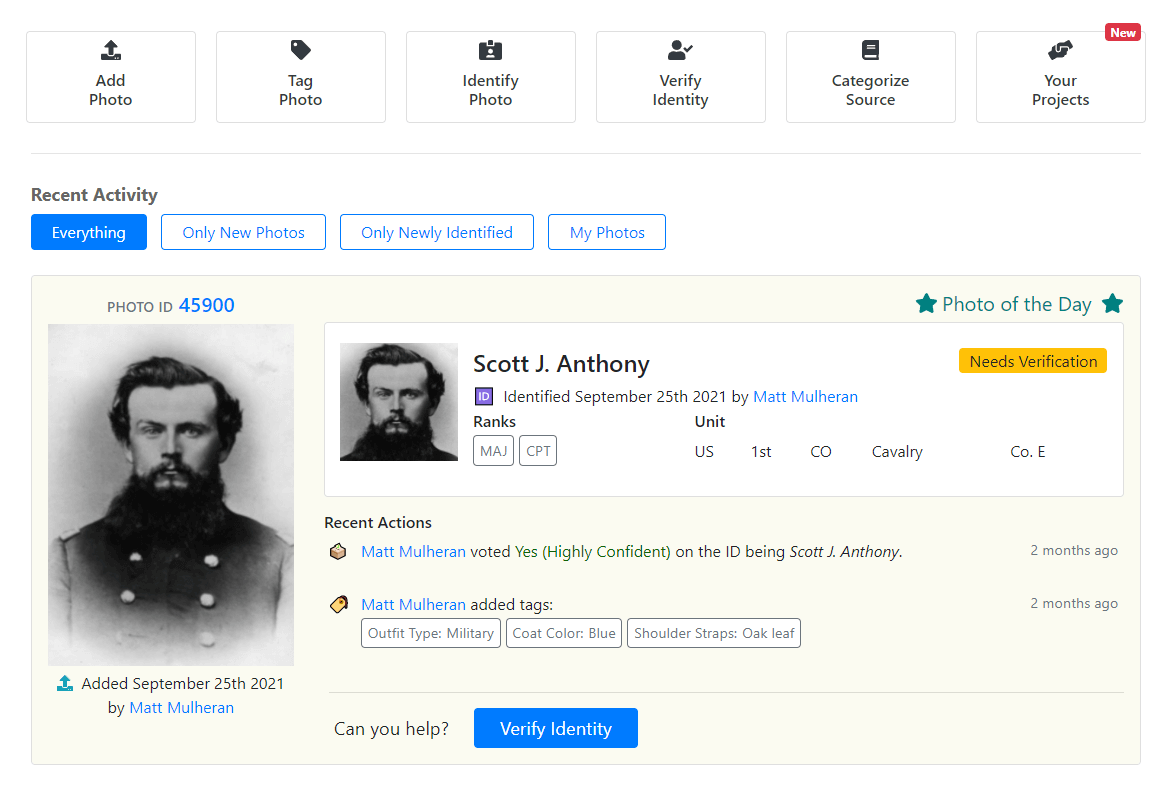 New
Add
Photo
Tag
Photo
Identify
Photo
Verify
Identity
Categorize
Source
Your
Projects
Recent Activity
Everything
Only New Photos
Only Newly Identified
My Photos
PHOTO ID 45900
Photo of the Day
Scott J. Anthony
Needs Verification
ID Identified September 25th 2021 by Matt Mulheran
Ranks
Unit
MAJ CPT
US 1st CO Cavalry Co. E
Recent Actions
Matt Mulheran voted Yes (Highly Confident) on the ID being Scott J. Anthony.
2 months ago
Matt Mulheran added tags:
2 months ago
Outfit Type: Military
Coat Color: Blue
Shoulder Straps: Oak leaf
Added September 25th 2021
by Matt Mulheran
Can you help?
Verify Identity